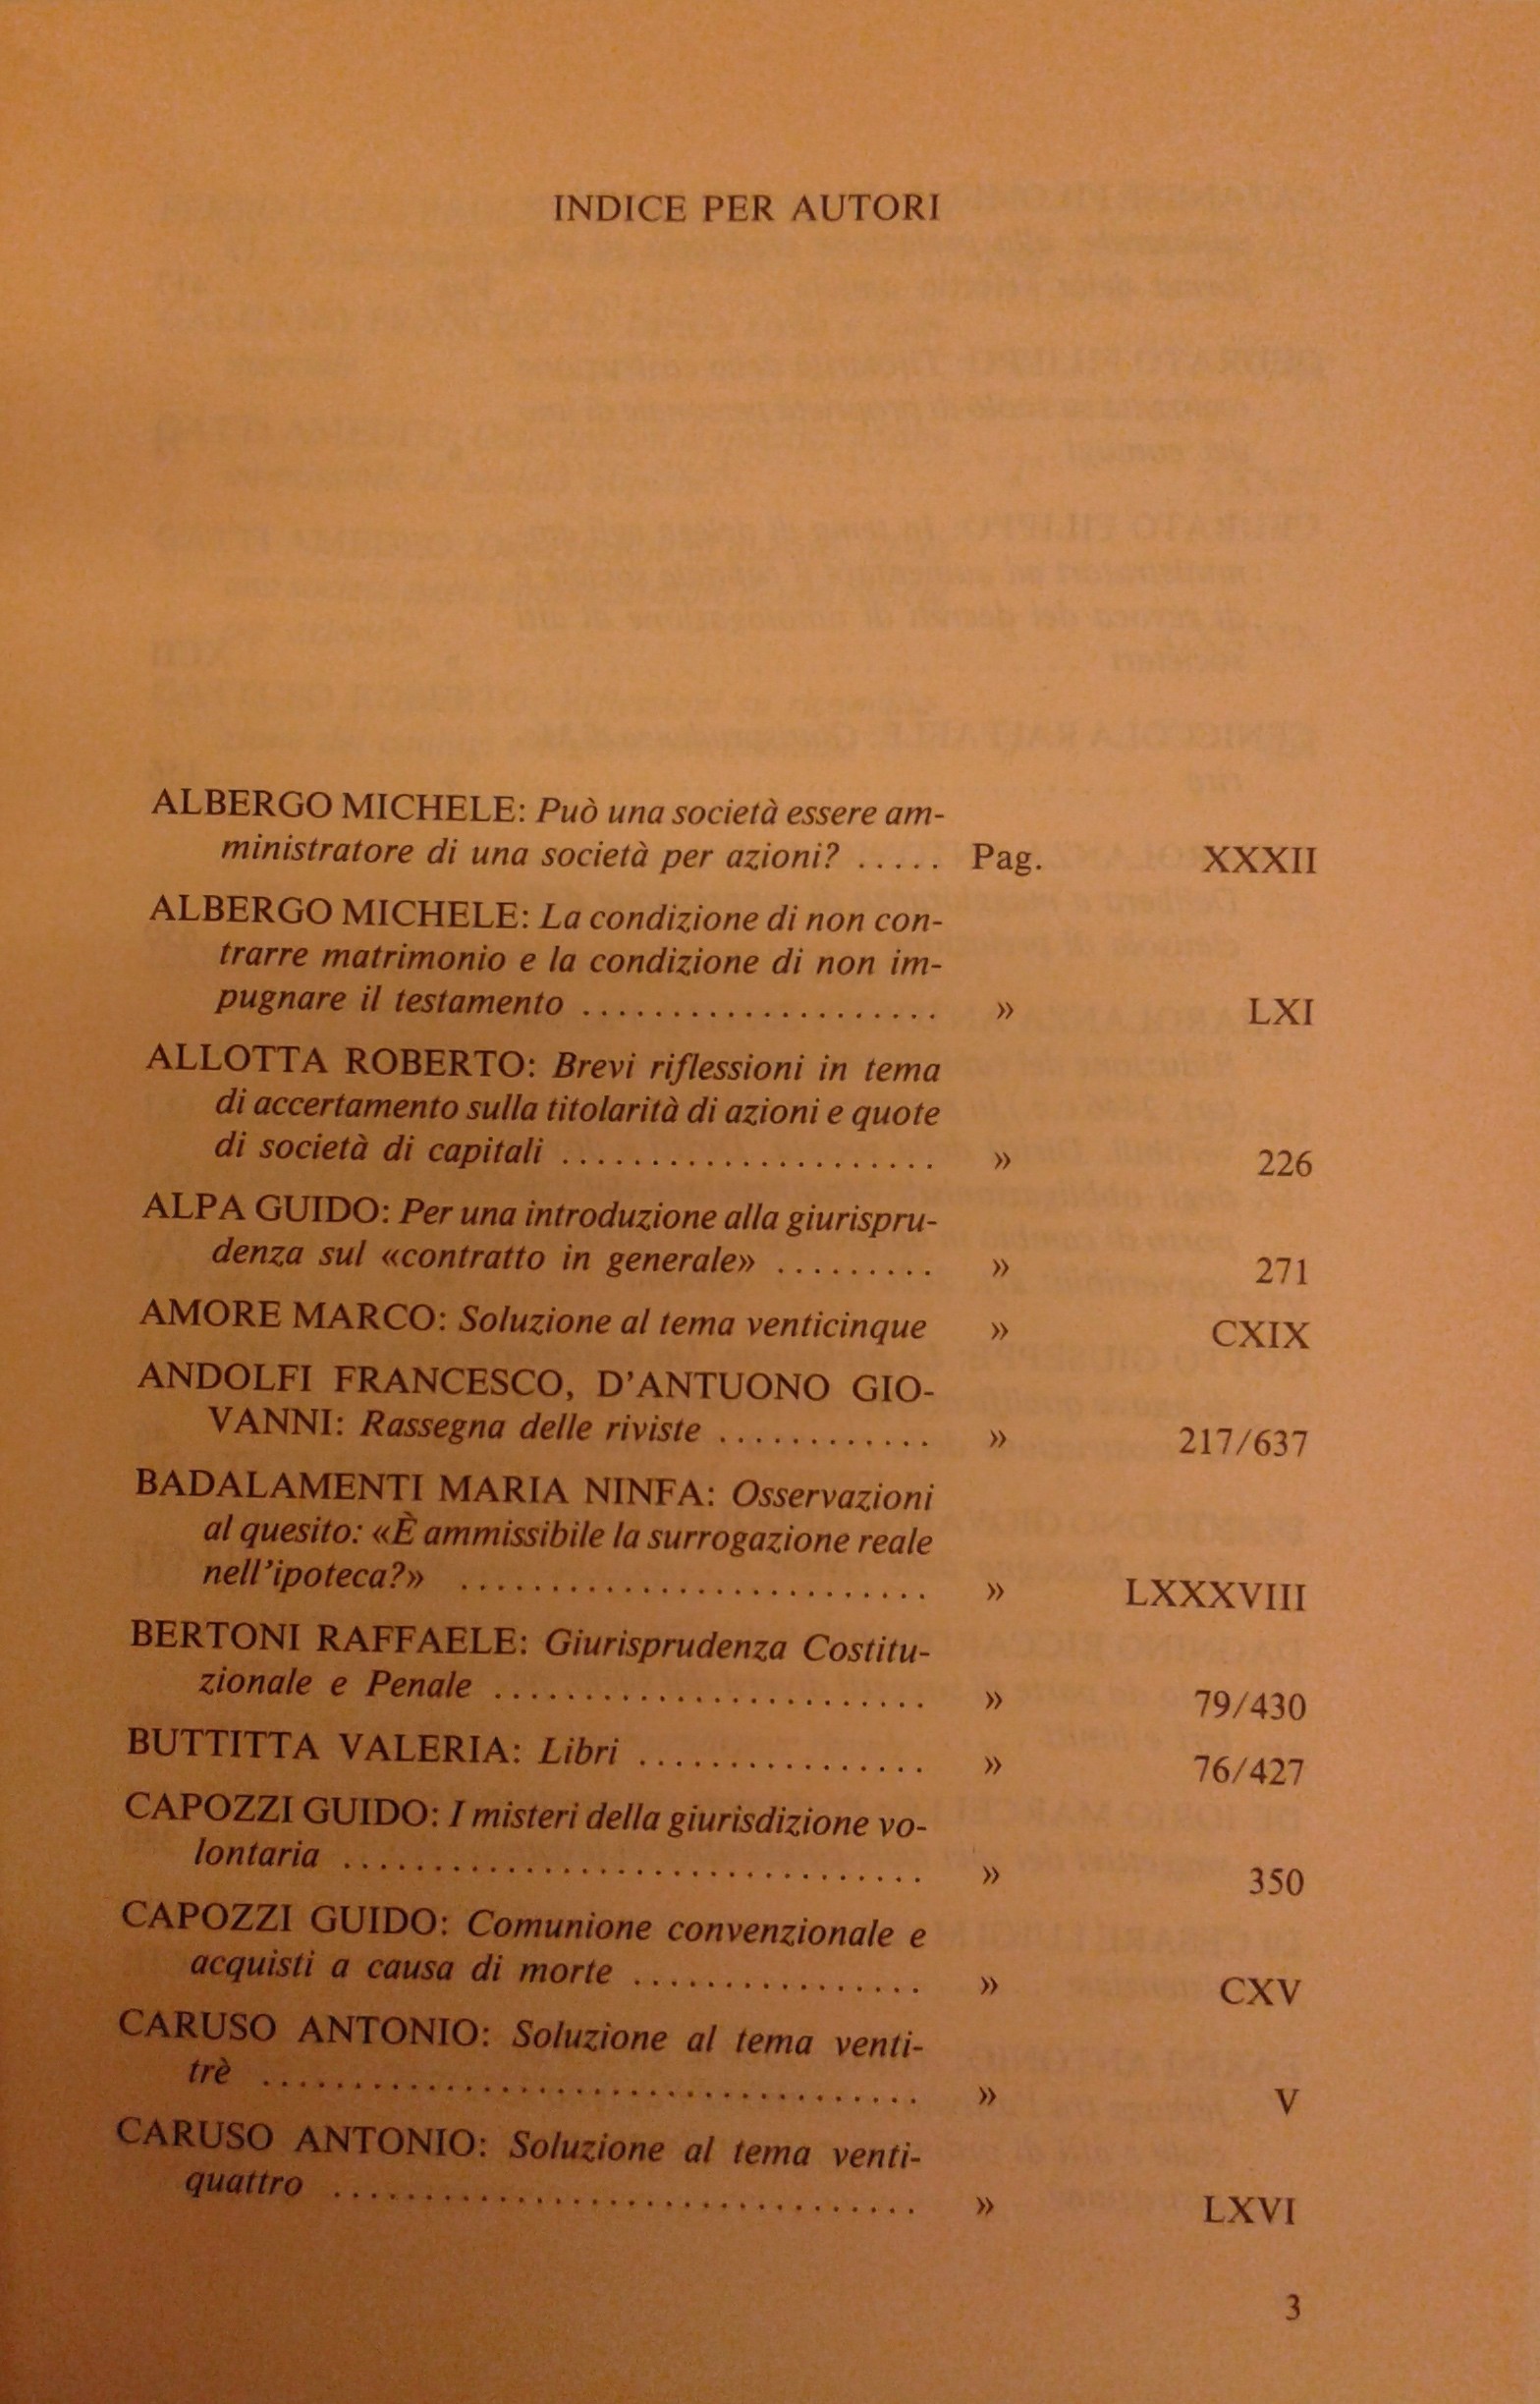 INDICE PER AUTORI
ALBERGO MICHELE: Può una società essere am-
ministratore di una società per azioni? ..... Pag. XXXII
ALBERGO MICHELE: La condizione di non con-
trarre matrimonio e la condizione di non im-
pugnare il testamento .................... » LXI
ALLOTTA ROBERTO: Brevi riflessioni in tema
di accertamento sulla titolarità di azioni e quote
di società di capitali ..................... » 226
ALPA GUIDO: Per una introduzione alla giurispru-
denza sul «contratto in generale» ......... » 271
AMORE MARCO: Soluzione al tema venticinque » CXIX
ANDOLFI FRANCESCO, D'ANTUONO GIO-
VANNI: Rassegna delle riviste ............ » 217/637
BADALAMENTI MARIA NINFA: Osservazioni
al quesito: «È ammissibile la surrogazione reale
nell'ipoteca?» .......................... » LXXXVIII
BERTONI RAFFAELE: Giurisprudenza Costitu-
zionale e Penale ........................ » 79/430
BUTTITTA VALERIA: Libri ................ » 76/427
CAPOZZI GUIDO: I misteri della giurisdizione vo-
lontaria ................................ » 350
CAPOZZI GUIDO: Comunione convenzionale e
acquisti a causa di morte ................ » CXV
CARUSO ANTONIO: Soluzione al tema venti-
trè .................................... » V
CARUSO ANTONIO: Soluzione al tema venti-
quattro ................................ » LXVI
3